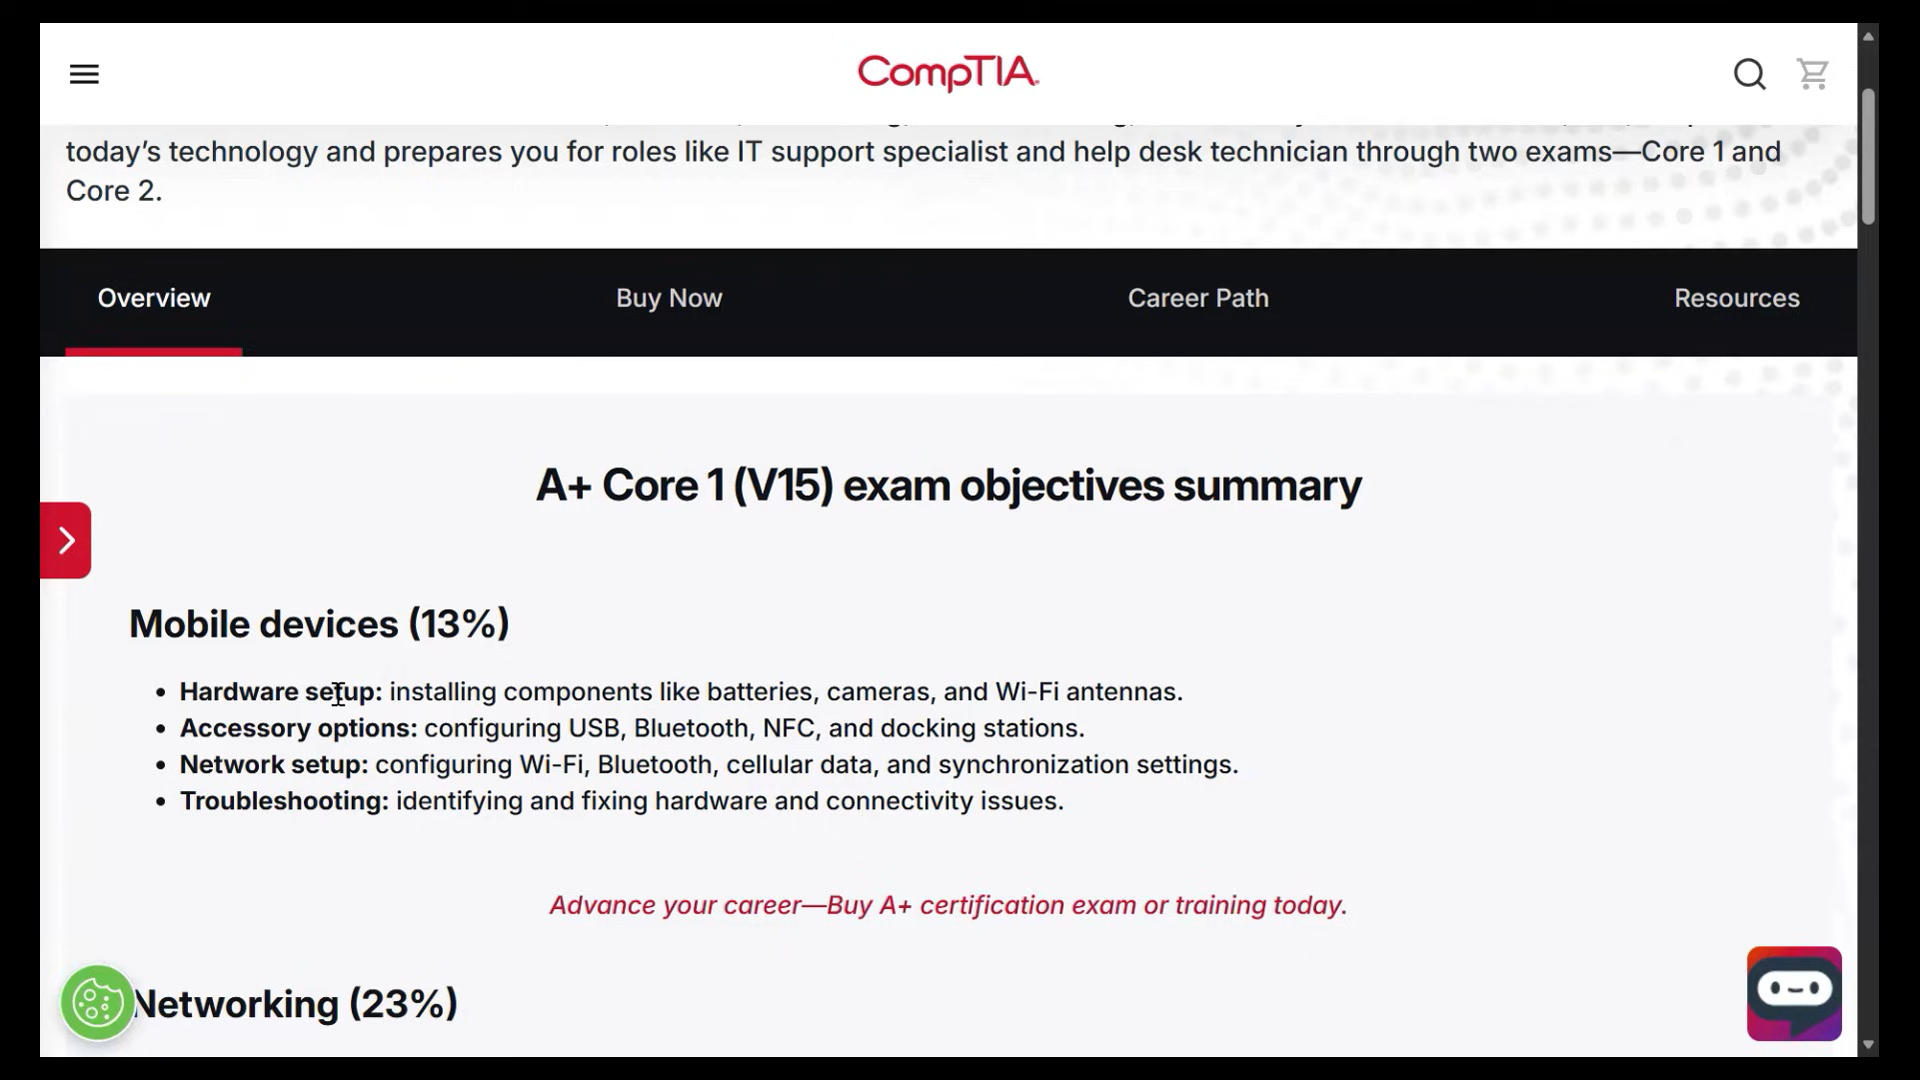 CompTIA.
today's technology and prepares you for roles like IT support specialist and help desk technician through two exams—Core 1 and
Core 2.
Overview
Buy Now
Career Path
Resources
A+ Core 1 (V15) exam objectives summary
Mobile devices (13%)
• Hardware setup: installing components like batteries, cameras, and Wi-Fi antennas.
• Accessory options: configuring USB, Bluetooth, NFC, and docking stations.
• Network setup: configuring Wi-Fi, Bluetooth, cellular data, and synchronization settings.
• Troubleshooting: identifying and fixing hardware and connectivity issues.
Advance your career—Buy A+ certification exam or training today.
Networking (23%)